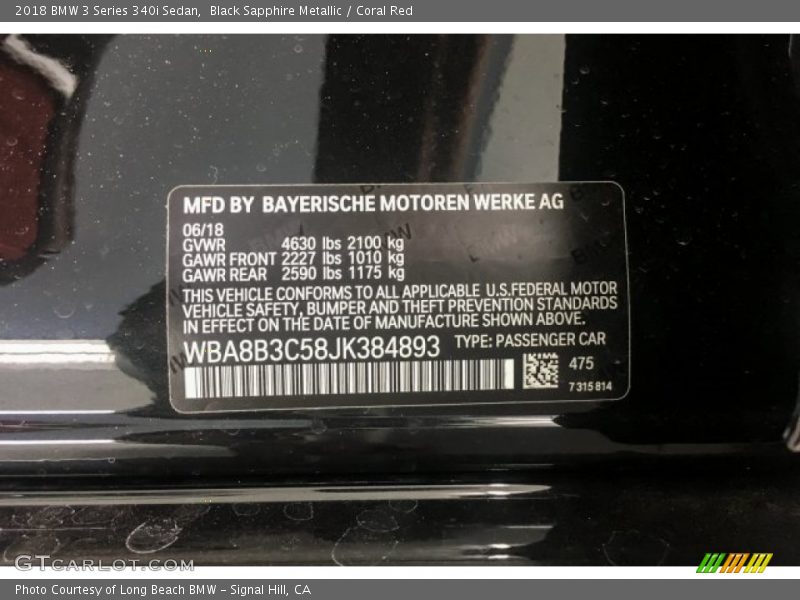 2018 BMW 3 Series 340i Sedan,  Black Sapphire Metallic / Coral Red
MFD BY BAYERISCHE MOTOREN WERKE AG
06/18
GVWR 4630 lbs 2100 kg
GAWR FRONT 2227 lbs 1010 kg
GAWR REAR 2590 lbs 1175 kg
THIS VEHICLE CONFORMS TO ALL APPLICABLE U.S.FEDERAL MOTOR
VEHICLE SAFETY, BUMPER AND THEFT PREVENTION STANDARDS
IN EFFECT ON THE DATE OF MANUFACTURE SHOWN ABOVE.
WBA8B3C58JK384893 TYPE: PASSENGER CAR
475
7315814
GTCARLOT.COM
Photo Courtesy of Long Beach BMW - Signal Hill, CA